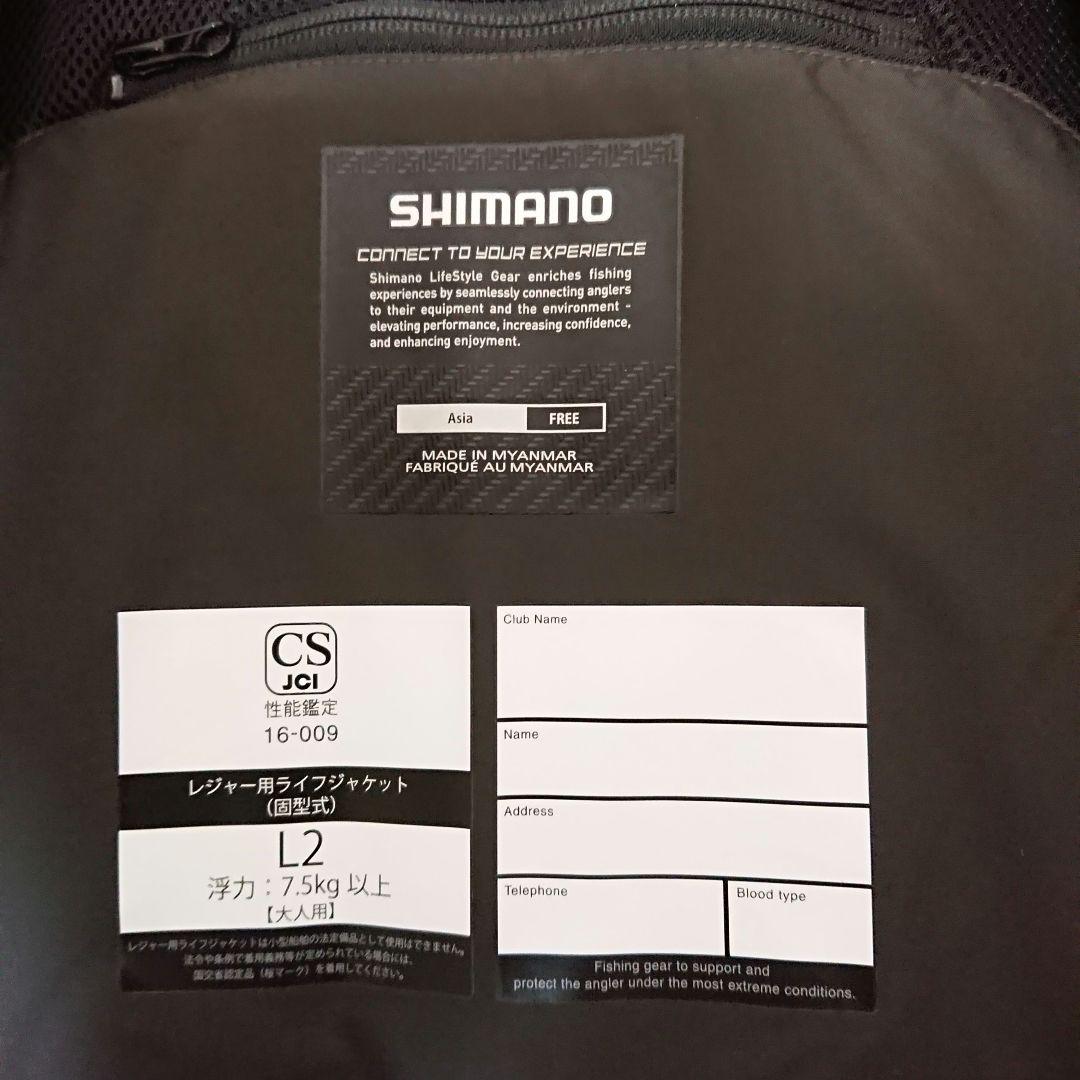 SHIMANO
CONNECT TO YOUR EXPERIENCE
Shimano LifeStyle Gear enriches fishing
experiences by seamlessly connecting anglers
to their equipment and the environment -
elevating performance, increasing confidence,
and enhancing enjoyment.
Asia FREE
MADE IN MYANMAR
FABRIQUÉ AU MYANMAR
CS
JCI
性能鑑定
16-009
レジャー用ライフジャケット
(固型式)
L2
浮力：7.5kg 以上
【大人用】
レジャー用ライフジャケットは小型船舶の法定備品として使用はできません。
法令や条例で着用義務等が定められている場合には、
国交省認定品（桜マーク）を着用してください。
Club Name
Name
Address
Telephone Blood type
Fishing gear to support and
protect the angler under the most extreme conditions.